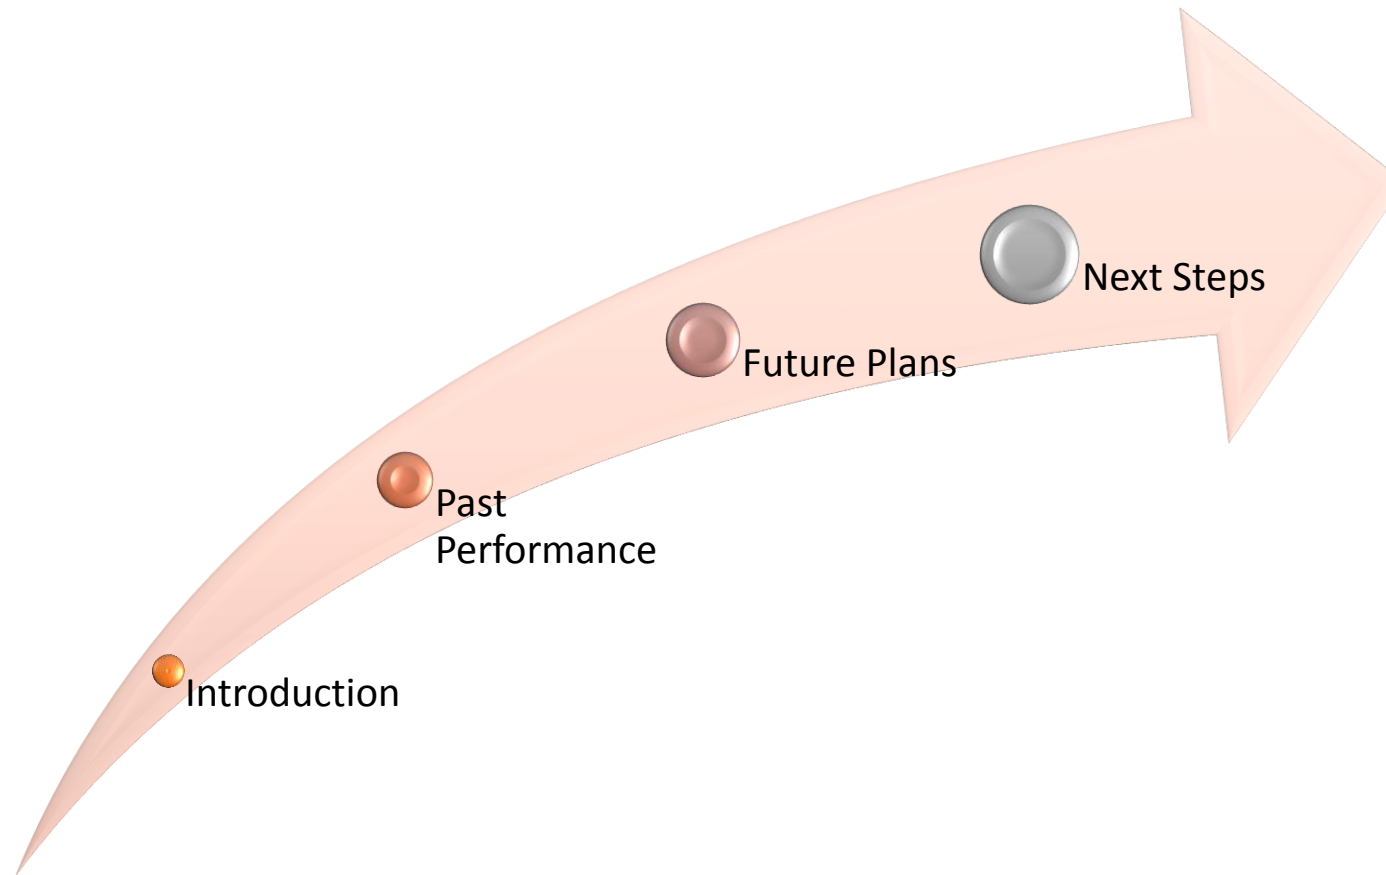 Introduction
Past
Performance
Future Plans
Next Steps